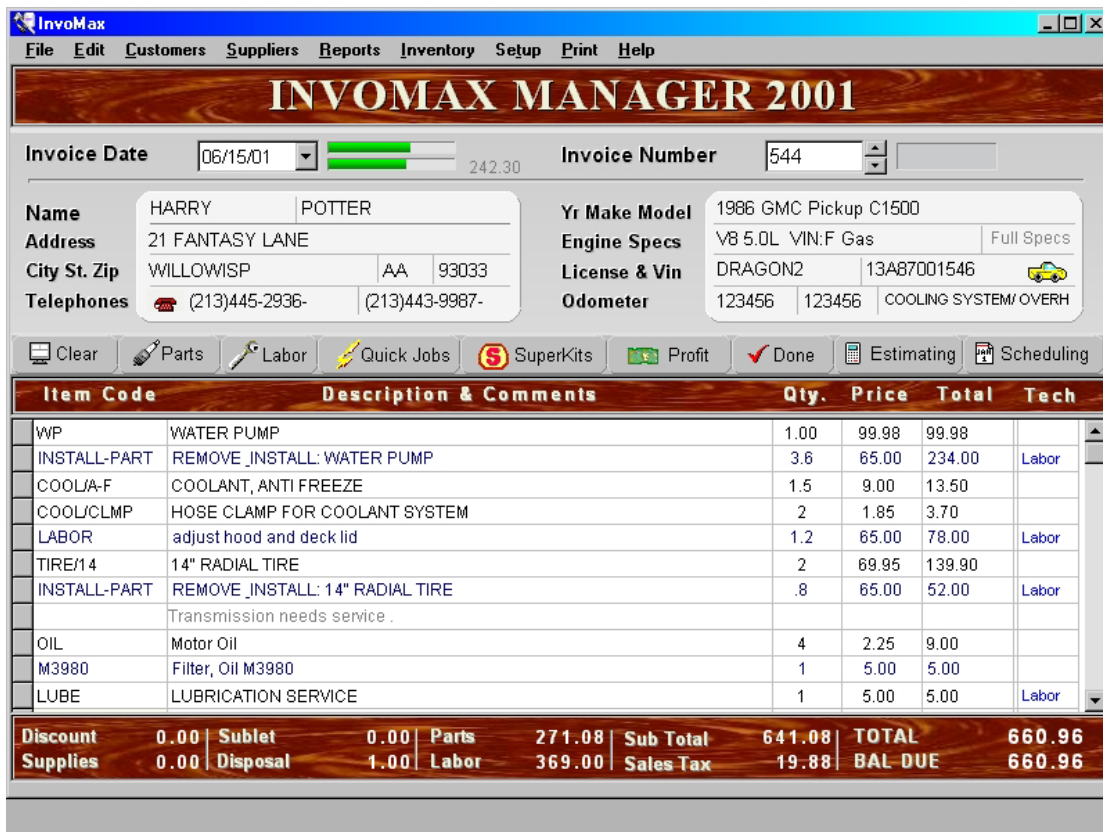 InvoMax
File Edit Customers Suppliers Reports Inventory Setup Print Help
INVOMAX MANAGER 2001
Invoice Date 06/15/01 242.30 Invoice Number 544
Name HARRY POTTER Yr Make Model 1986 GMC Pickup C1500
Address 21 FANTASY LANE Engine Specs V8 5.0L VIN:F Gas Full Specs
City St. Zip WILLOWISP AA 93033 License & Vin DRAGON2 13A87001546
Telephones (213)445-2936- (213)443-9987- Odometer 123456 123456 COOLING SYSTEM/ OVERH
Clear Parts Labor Quick Jobs SuperKits Profit Done Estimating Scheduling
Item Code Description & Comments Qty. Price Total Tech
WP WATER PUMP 1.00 99.98 99.98
INSTALL-PART REMOVE_INSTALL: WATER PUMP 3.6 65.00 234.00 Labor
COOL/A-F COOLANT, ANTI FREEZE 1.5 9.00 13.50
COOL/CLMP HOSE CLAMP FOR COOLANT SYSTEM 2 1.85 3.70
LABOR adjust hood and deck lid 1.2 65.00 78.00 Labor
TIRE/14 14" RADIAL TIRE 2 69.95 139.90
INSTALL-PART REMOVE_INSTALL: 14" RADIAL TIRE .8 65.00 52.00 Labor
Transmission needs service .
OIL Motor Oil 4 2.25 9.00
M3980 Filter, Oil M3980 1 5.00 5.00
LUBE LUBRICATION SERVICE 1 5.00 5.00 Labor
Discount 0.00 Sublet 0.00 Parts 271.08 Sub Total 641.08 TOTAL 660.96
Supplies 0.00 Disposal 1.00 Labor 369.00 Sales Tax 19.88 BAL DUE 660.96